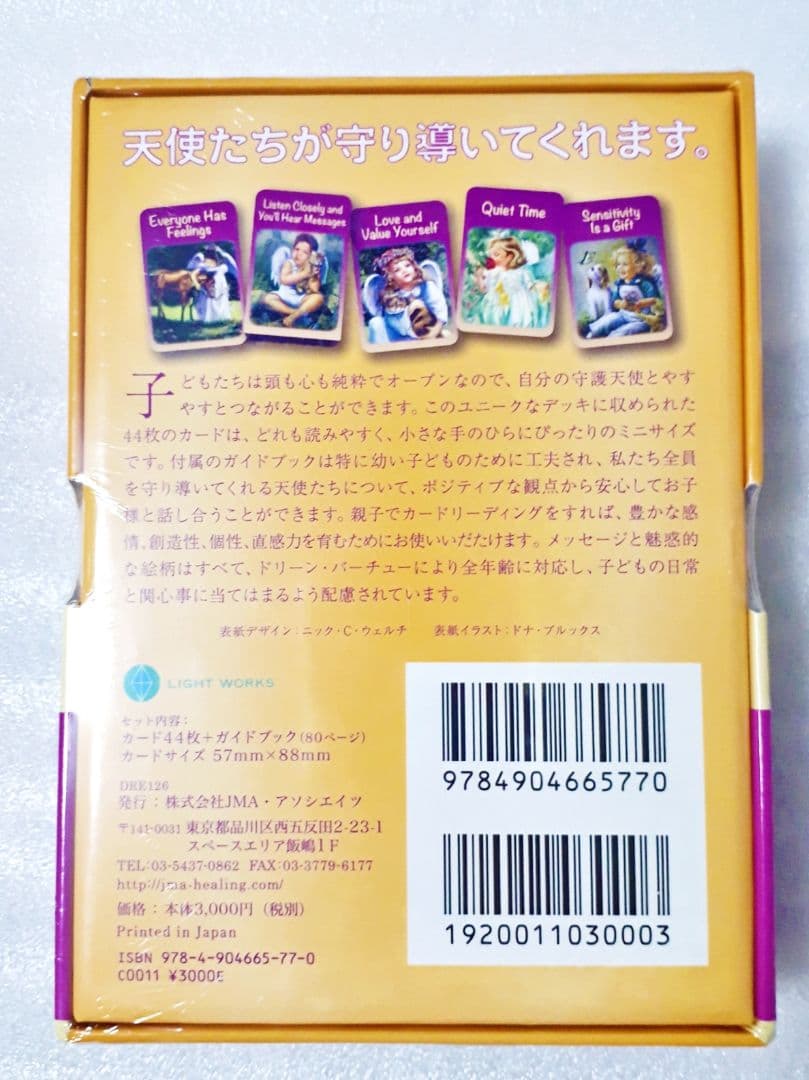 天使たちが守り導いてくれます。
Everyone Has
Feelings
Listen Closely and
You'll Hear Messages
Love and
Value Yourself
Quiet Time
Sensitivity
Is a Gift
子どもたちは頭も心も純粋でオープンなので、自分の守護天使とやす
やすとつながることができます。このユニークなデッキに収められた
44枚のカードは、どれも読みやすく、小さな手のひらにぴったりのミニサイズ
です。付属のガイドブックは特に幼い子どものために工夫され、私たち全員
を守り導いてくれる天使たちについて、ポジティブな観点から安心してお子
様と話し合うことができます。親子でカードリーディングをすれば、豊かな感
情、創造性、個性、直感力を育むためにお使いいだたけます。メッセージと魅惑的
な絵柄はすべて、ドリーン・バーチューにより全年齢に対応し、子どもの日常
と関心事に当てはまるよう配慮されています。
表紙デザイン：ニック・C・ウェルチ 表紙イラスト：ドナ・ブルックス
LIGHT WORKS
セット内容：
カード44枚＋ガイドブック（80ページ）
カードサイズ 57mm×88mm
DRE126
発行：株式会社JMA・アソシエイツ
〒141-0031 東京都品川区西五反田2-23-1
スペースエリア飯嶋1F
TEL:03-5437-0862 FAX:03-3779-6177
http://jma-healing.com/
価格：本体3,000円（税別）
Printed in Japan
ISBN 978-4-904665-77-0
C0011 ¥3000E
9784904665770
1920011030003